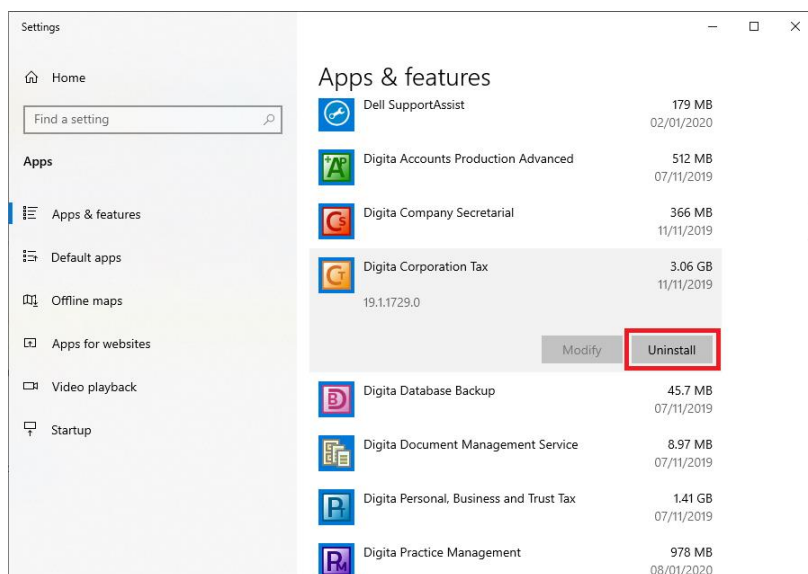 Settings
Home
Find a setting
Apps
Apps & features
Default apps
Offline maps
Apps for websites
Video playback
Startup
Apps & features
Dell SupportAssist 179 MB
02/01/2020
+AP Digita Accounts Production Advanced 512 MB
07/11/2019
CS Digita Company Secretarial 366 MB
11/11/2019
CT Digita Corporation Tax 3.06 GB
11/11/2019
19.1.1729.0
Modify Uninstall
D Digita Database Backup 45.7 MB
07/11/2019
Digita Document Management Service 8.97 MB
07/11/2019
PT Digita Personal, Business and Trust Tax 1.41 GB
07/11/2019
PM Digita Practice Management 978 MB
08/01/2020